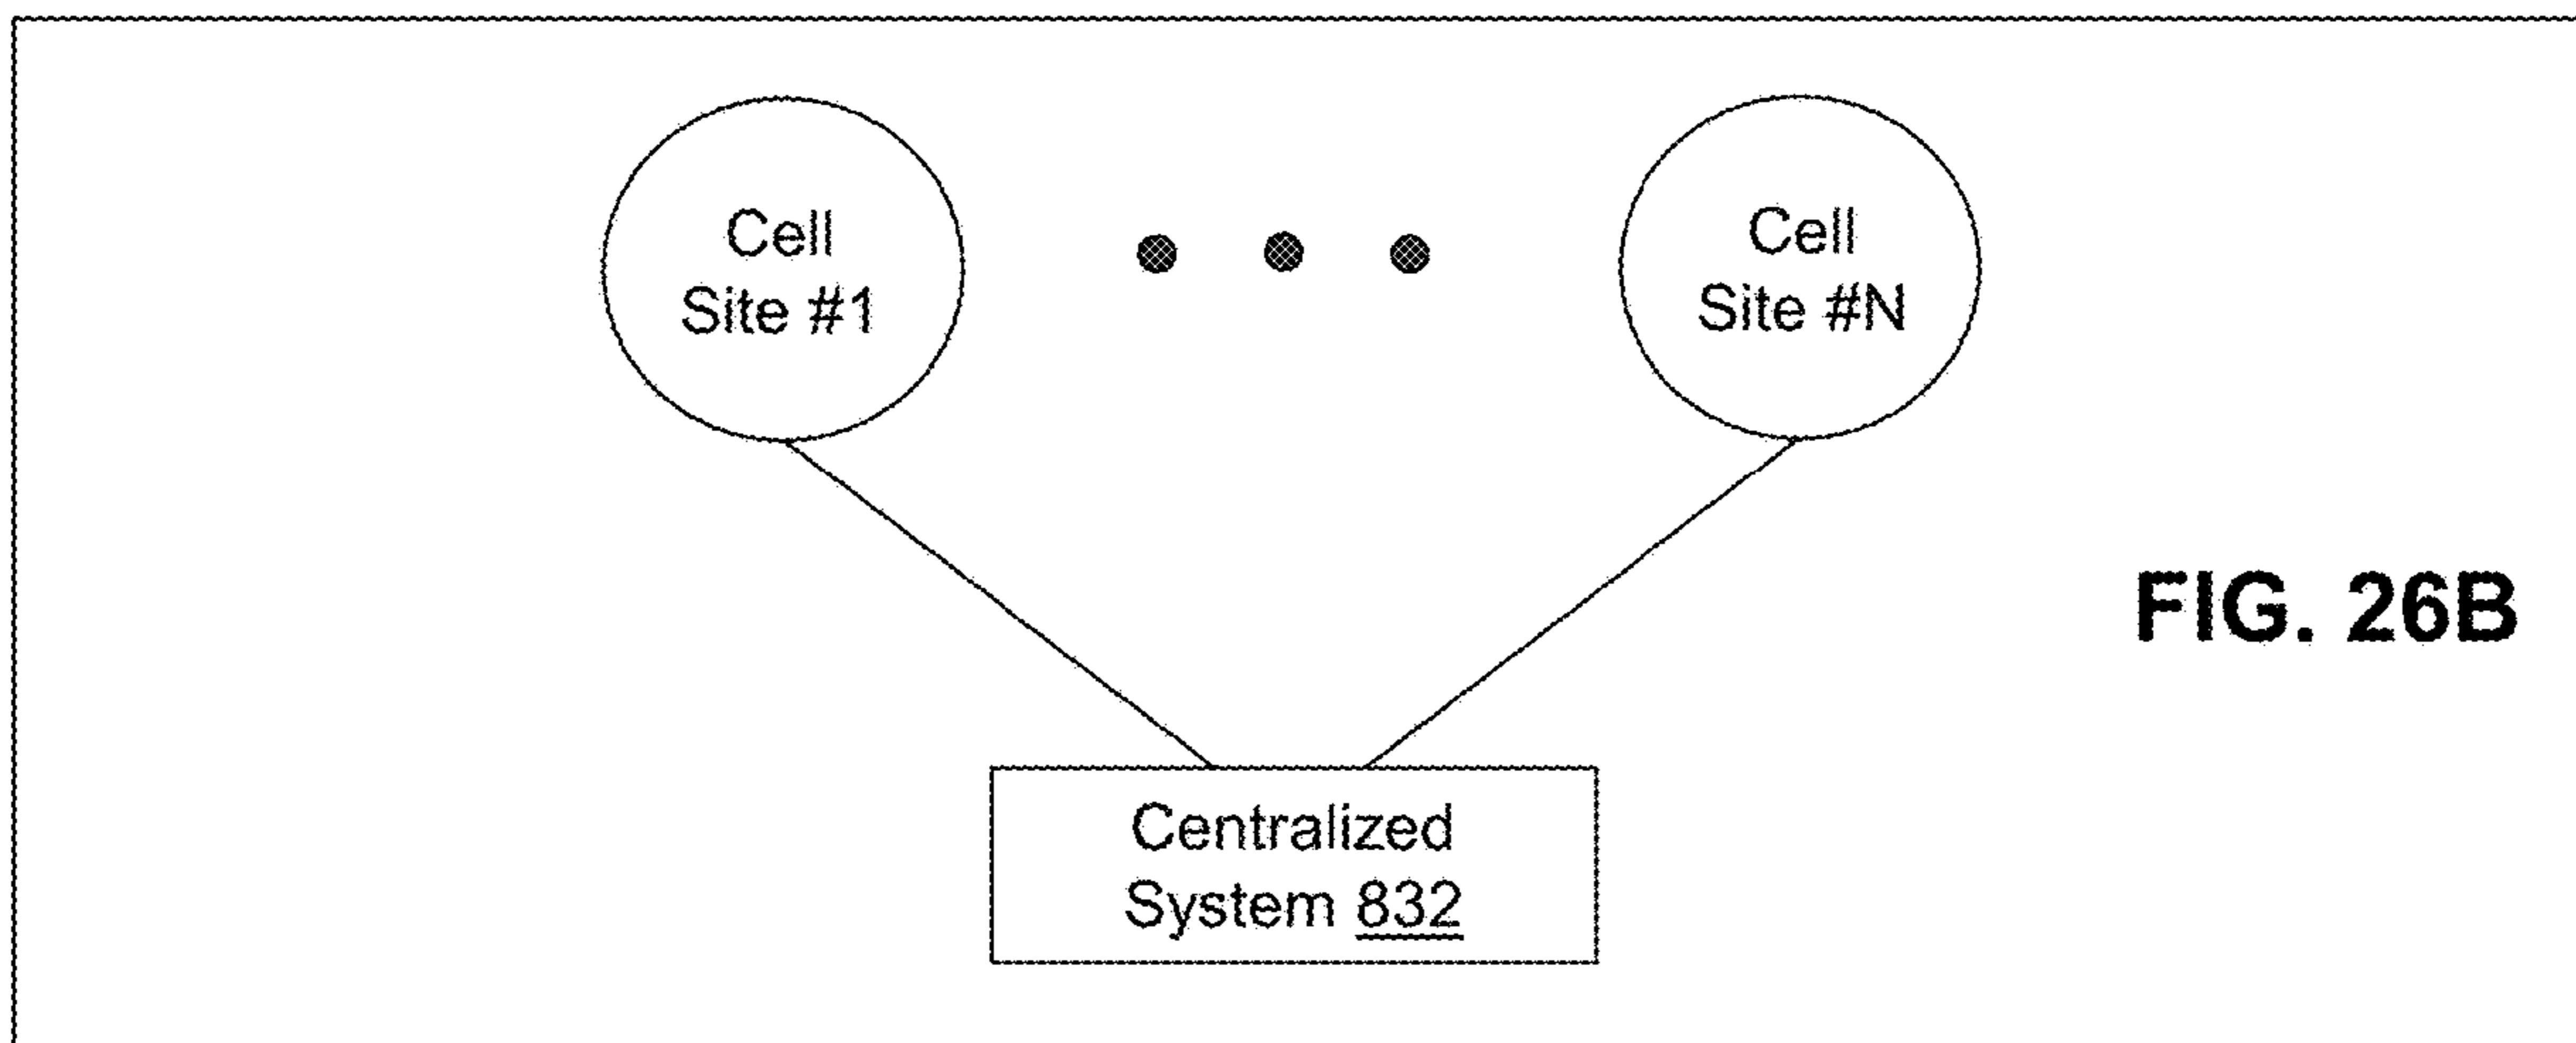 Cell
Site #1
Cell
Site #N
FIG. 26B
Centralized
System 832